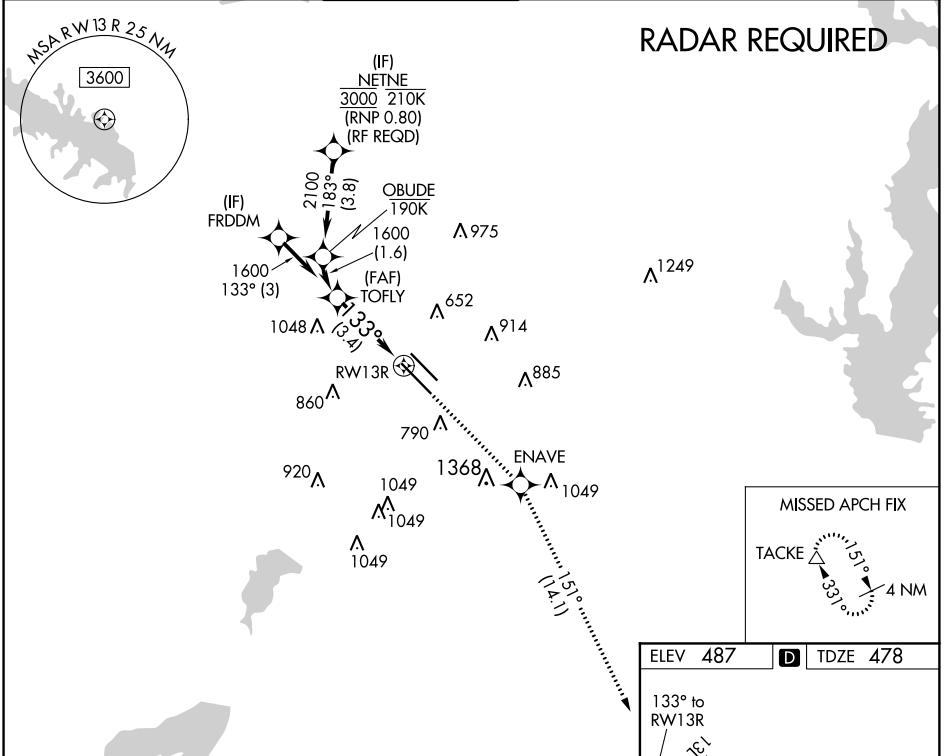 MSA RW 13 R 25 NM
3600
RADAR REQUIRED
(IF)
NETNE
3000 210K
(RNP 0.80)
(RF REQD)
2100
183°
(3.8)
OBUDE
190K
(IF)
FRDDM
1600
(1.6)
1600
133° (3)
(FAF)
TOFLY
975
1249
652
914
1048
133°
(3.4)
RW13R
885
860
790
ENAVE
1368
1049
920
1049
1049
1049
151°
(14.1)
MISSED APCH FIX
TACKE
151°
331°
4 NM
ELEV 487
D
TDZE 478
133° to
RW13R